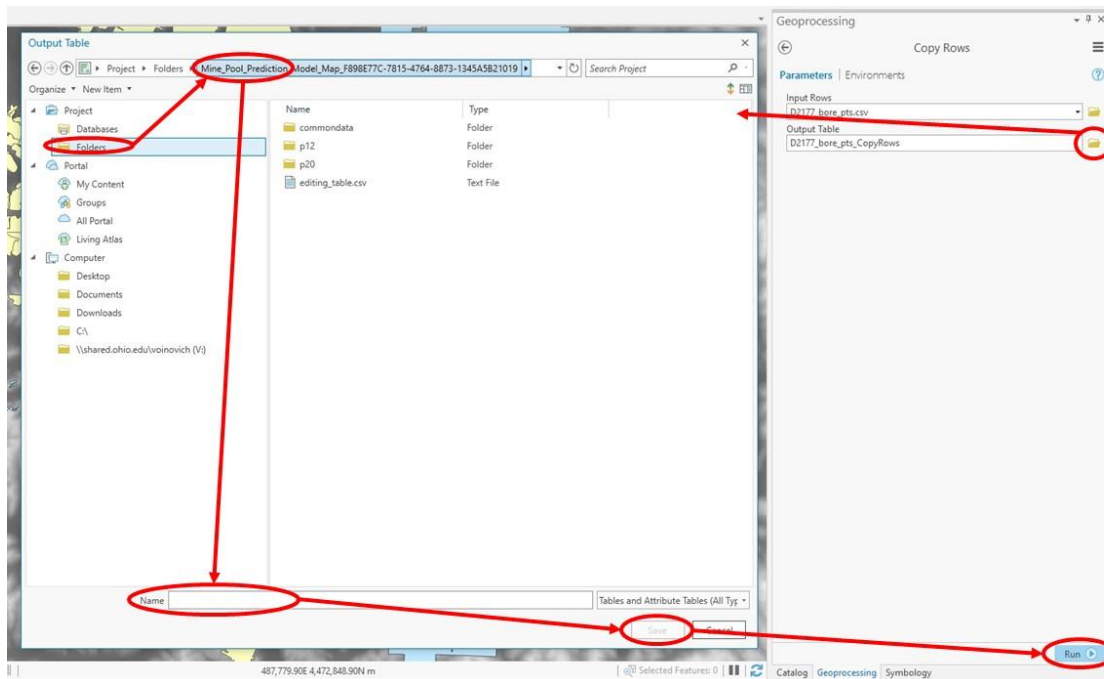 Output Table
Project Folders Mine_Pool_Prediction_Model_Map_F898E77C-7815-4764-8873-1345A5B21019 Search Project
Organize New Item
Project
Databases
Folders
Portal
My Content
Groups
All Portal
Living Atlas
Computer
Desktop
Documents
Downloads
C:\
\\shared.ohio.edu\voinovich (V:)
Name Type
commondata Folder
p12 Folder
p20 Folder
editing_table.csv Text File
Name Tables and Attribute Tables (All Typ
Save Cancel
487,779.90E 4,472,848.90N m Selected Features: 0
Geoprocessing
Copy Rows
Parameters | Environments
Input Rows
D2177_bore_pts.csv
Output Table
D2177_bore_pts_CopyRows
Run
Catalog Geoprocessing Symbology